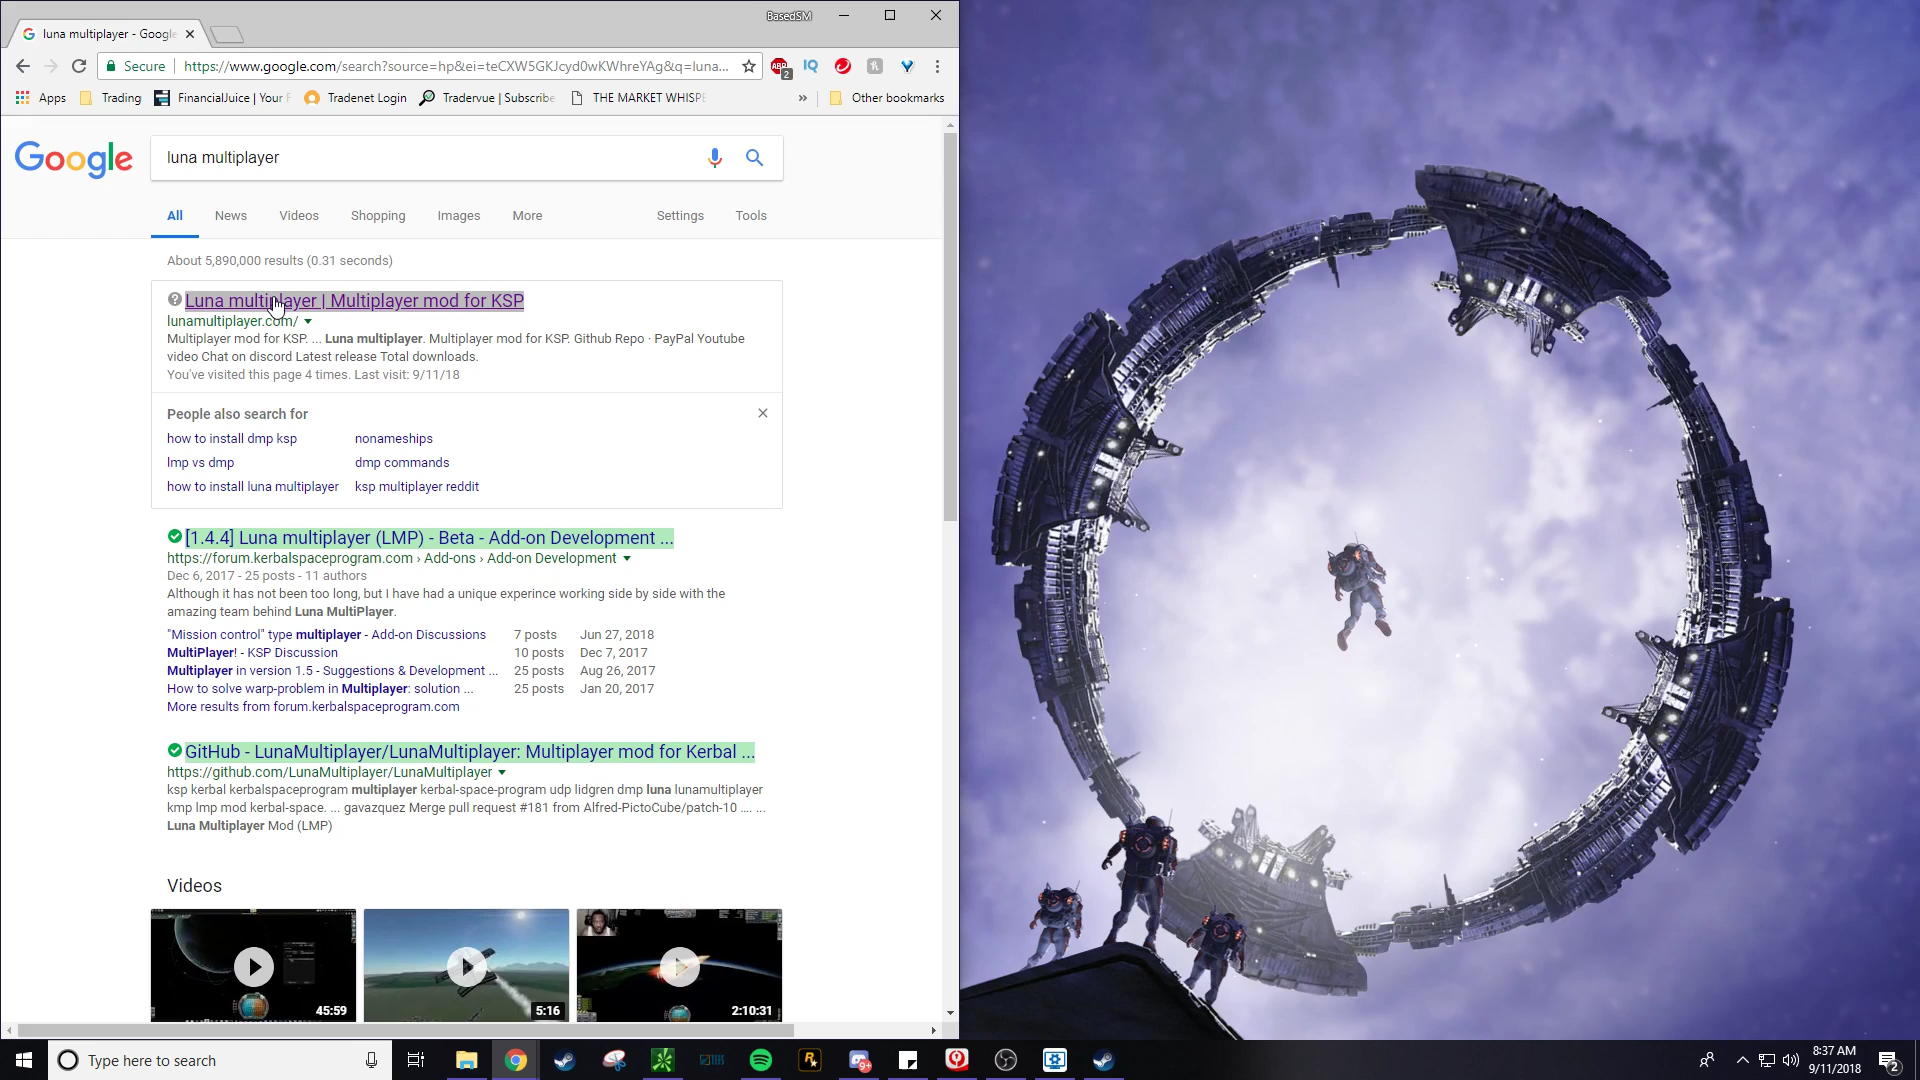 BasedSM
luna multiplayer - Google
Secure
https://www.google.com/search?source=hp&ei=teCXW5GKJcyd0wKWhreYAg&q=luna...
ABP
2
IQ
h
Apps
Trading
FinancialJuice | Your F
Tradenet Login
Tradervue | Subscribe
THE MARKET WHISPE
»
Other bookmarks
Google
luna multiplayer
All
News
Videos
Shopping
Images
More
Settings
Tools
About 5,890,000 results (0.31 seconds)
Luna multiplayer | Multiplayer mod for KSP
lunamultiplayer.com/
Multiplayer mod for KSP. ... Luna multiplayer. Multiplayer mod for KSP. Github Repo · PayPal Youtube
video Chat on discord Latest release Total downloads.
You've visited this page 4 times. Last visit: 9/11/18
People also search for
how to install dmp ksp
nonameships
lmp vs dmp
dmp commands
how to install luna multiplayer
ksp multiplayer reddit
[1.4.4] Luna multiplayer (LMP) - Beta - Add-on Development ...
https://forum.kerbalspaceprogram.com › Add-ons › Add-on Development
Dec 6, 2017 - 25 posts - 11 authors
Although it has not been too long, but I have had a unique experince working side by side with the
amazing team behind Luna MultiPlayer.
"Mission control" type multiplayer - Add-on Discussions 7 posts Jun 27, 2018
MultiPlayer! - KSP Discussion 10 posts Dec 7, 2017
Multiplayer in version 1.5 - Suggestions & Development ... 25 posts Aug 26, 2017
How to solve warp-problem in Multiplayer: solution ... 25 posts Jan 20, 2017
More results from forum.kerbalspaceprogram.com
GitHub - LunaMultiplayer/LunaMultiplayer: Multiplayer mod for Kerbal ...
https://github.com/LunaMultiplayer/LunaMultiplayer
ksp kerbal kerbalspaceprogram multiplayer kerbal-space-program udp lidgren dmp luna lunamultiplayer
kmp lmp mod kerbal-space. ... gavazquez Merge pull request #181 from Alfred-PictoCube/patch-10 .... ...
Luna Multiplayer Mod (LMP)
Videos
45:59
5:16
2:10:31
Type here to search
8:37 AM
9/11/2018
2